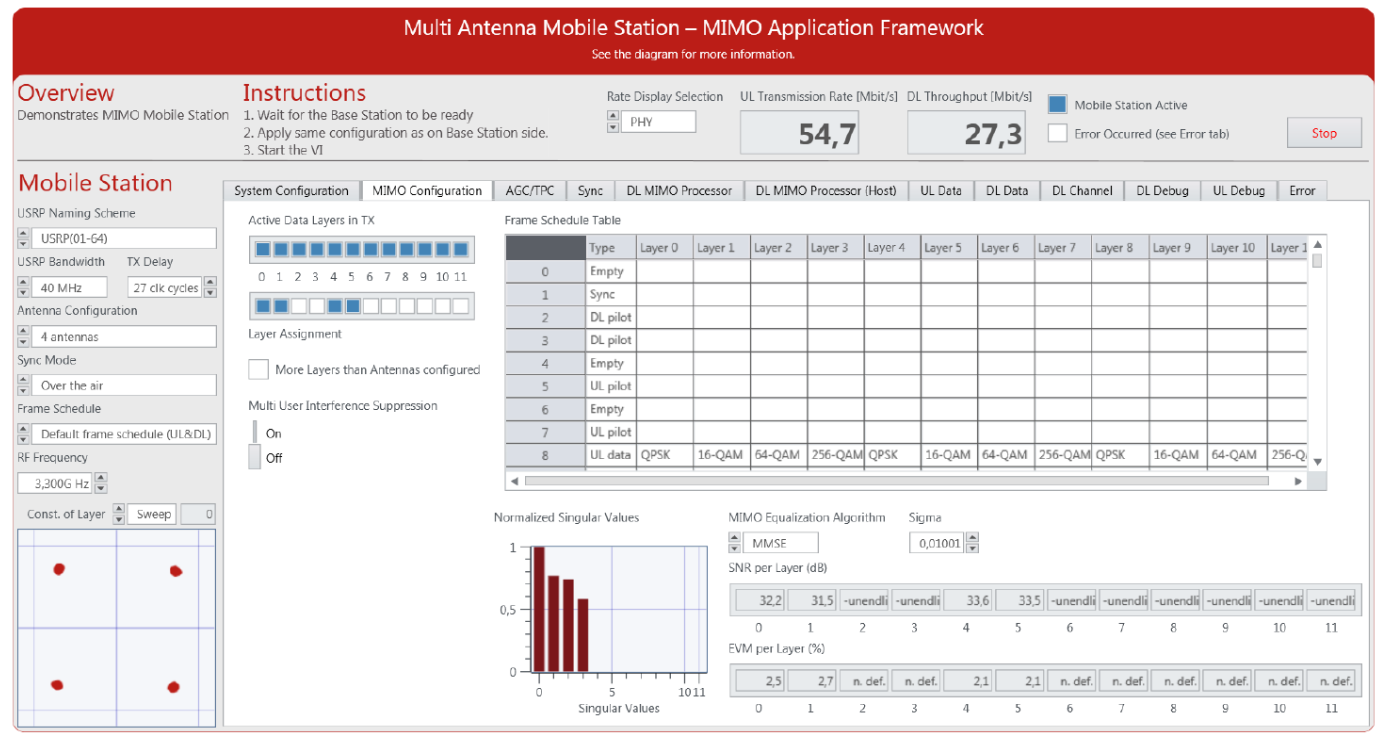 Multi Antenna Mobile Station – MIMO Application Framework
See the diagram for more information.
Overview
Demonstrates MIMO Mobile Station
Instructions
1. Wait for the Base Station to be ready
2. Apply same configuration as on Base Station side.
3. Start the VI
Rate Display Selection
PHY
UL Transmission Rate [Mbit/s]
54,7
DL Throughput [Mbit/s]
27,3
Mobile Station Active
Error Occurred (see Error tab)
Stop
Mobile Station
USRP Naming Scheme
USRP(01-64)
USRP Bandwidth TX Delay
40 MHz 27 clk cycles
Antenna Configuration
4 antennas
Sync Mode
Over the air
Frame Schedule
Default frame schedule (UL&DL)
RF Frequency
3,300G Hz
Const. of Layer Sweep 0
System Configuration MIMO Configuration AGC/TPC Sync DL MIMO Processor DL MIMO Processor (Host) UL Data DL Data DL Channel DL Debug UL Debug Error
Active Data Layers in TX
0 1 2 3 4 5 6 7 8 9 10 11
Layer Assignment
More Layers than Antennas configured
Multi User Interference Suppression
On
Off
Frame Schedule Table
Type Layer 0 Layer 1 Layer 2 Layer 3 Layer 4 Layer 5 Layer 6 Layer 7 Layer 8 Layer 9 Layer 10 Layer 1
0 Empty
1 Sync
2 DL pilot
3 DL pilot
4 Empty
5 UL pilot
6 Empty
7 UL pilot
8 UL data QPSK 16-QAM 64-QAM 256-QAM QPSK 16-QAM 64-QAM 256-QAM QPSK 16-QAM 64-QAM 256-Q
Normalized Singular Values
1
0,5
0
0 5 10 11
Singular Values
MIMO Equalization Algorithm Sigma
MMSE 0,01001
SNR per Layer (dB)
32,2 31,5 -unendli -unendli 33,6 33,5 -unendli -unendli -unendli -unendli -unendli -unendli
0 1 2 3 4 5 6 7 8 9 10 11
EVM per Layer (%)
2,5 2,7 n. def. n. def. 2,1 2,1 n. def. n. def. n. def. n. def. n. def. n. def.
0 1 2 3 4 5 6 7 8 9 10 11